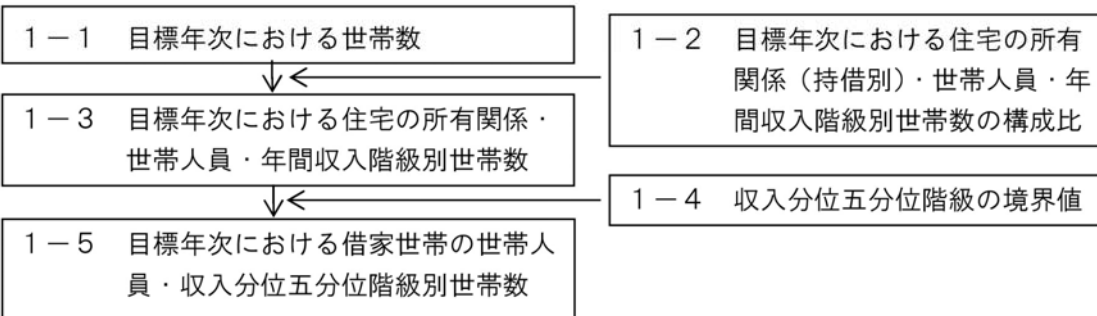 1－1　目標年次における世帯数
1－2　目標年次における住宅の所有
関係（持借別）・世帯人員・年
間収入階級別世帯数の構成比
1－3　目標年次における住宅の所有関係・
世帯人員・年間収入階級別世帯数
1－4　収入分位五分位階級の境界値
1－5　目標年次における借家世帯の世帯人
員・収入分位五分位階級別世帯数